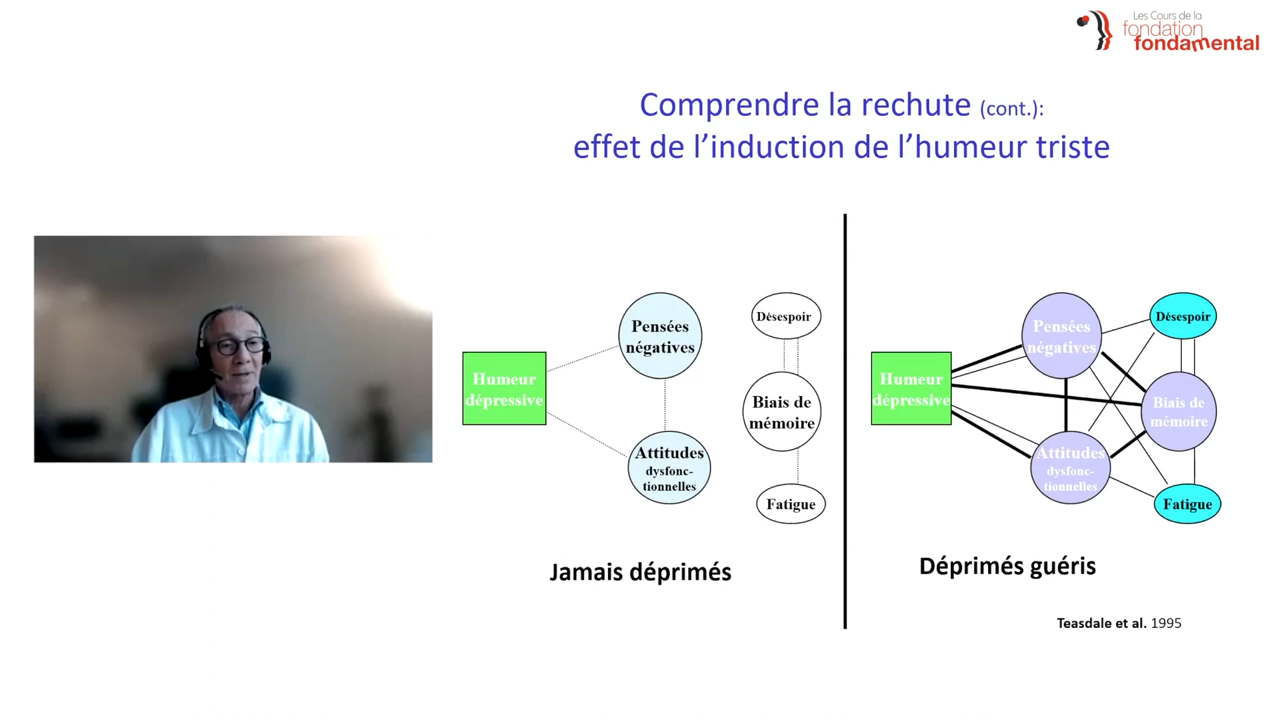 Les Cours de la
fondation
fondamental
Comprendre la rechute (cont.):
effet de l’induction de l’humeur triste
Humeur
dépressive
Pensées
négatives
Attitudes
dysfonc-
tionnelles
Désespoir
Biais de
mémoire
Fatigue
Jamais déprimés
Humeur
dépressive
Pensées
négatives
Attitudes
dysfonc-
tionnelles
Désespoir
Biais de
mémoire
Fatigue
Déprimés guéris
Teasdale et al. 1995